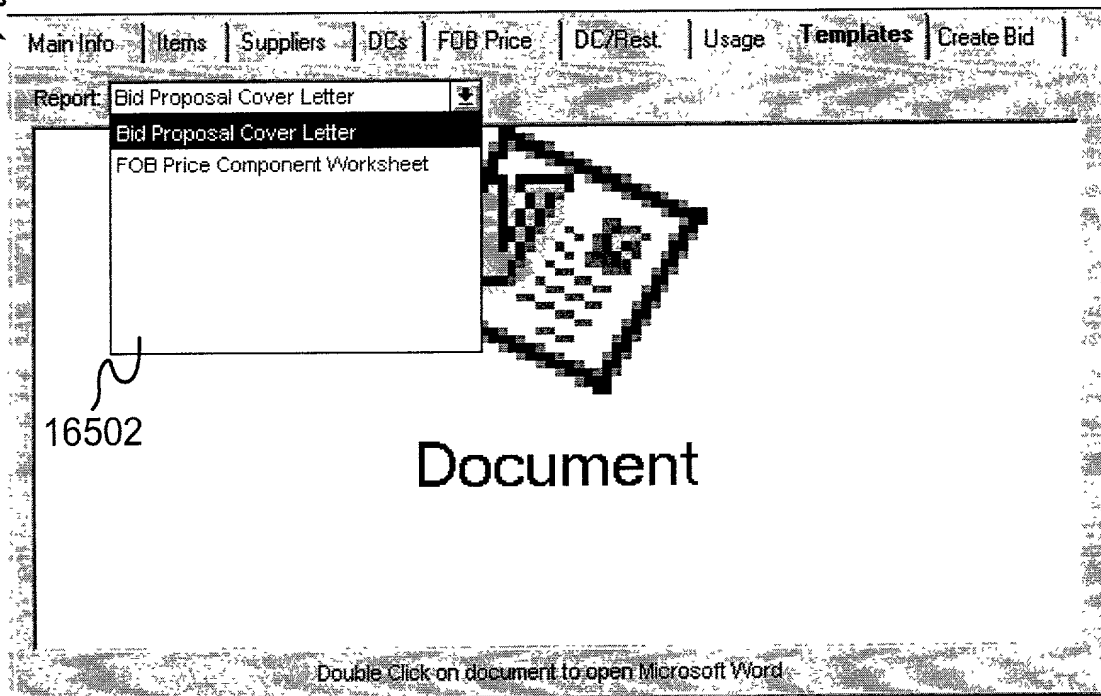 Main Info Items Suppliers DCs FOB Price DC/Rest. Usage Templates Create Bid
Report: Bid Proposal Cover Letter
Bid Proposal Cover Letter
FOB Price Component Worksheet
16502
Document
Double Click on document to open Microsoft Word